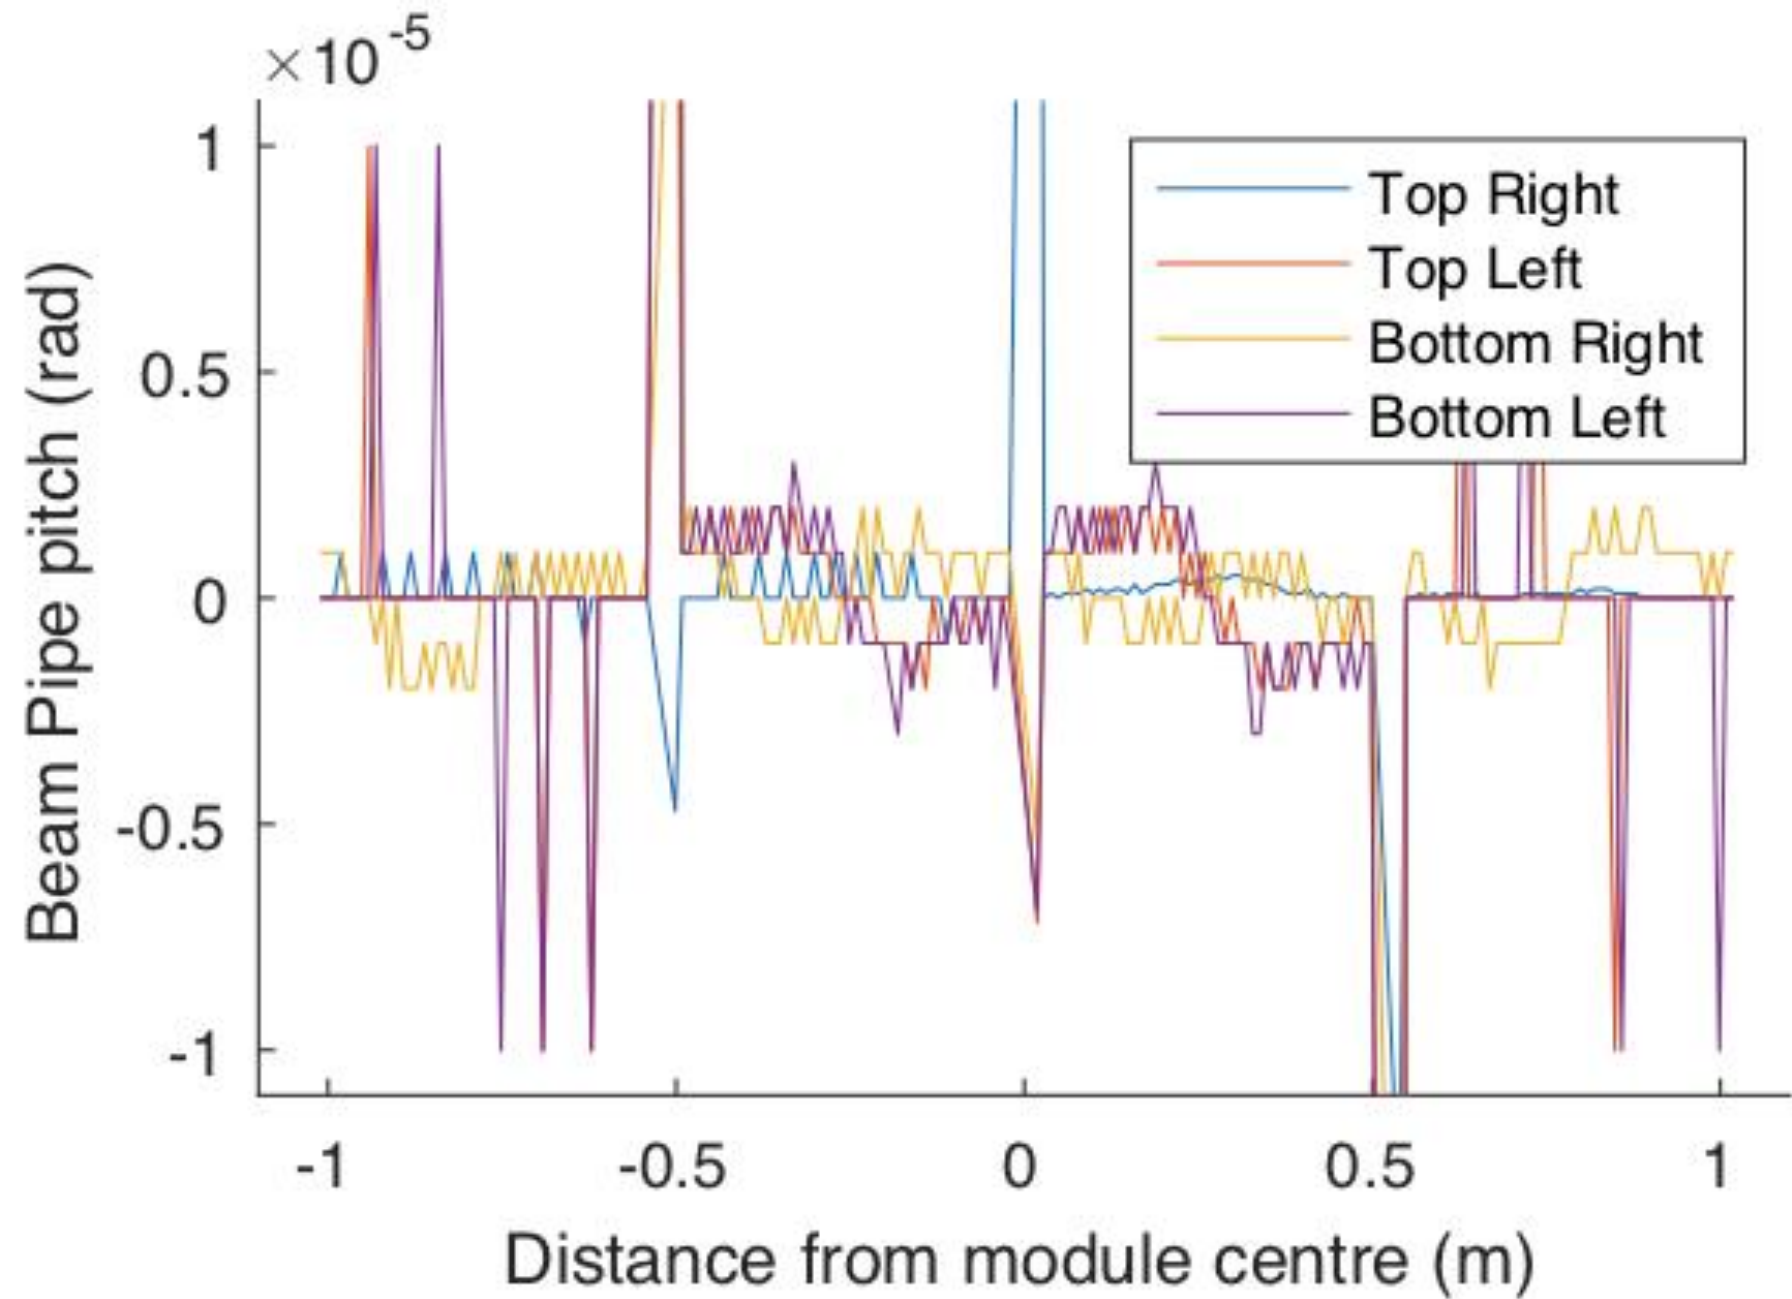 ×10-5
1
0.5
0
-0.5
-1
Beam Pipe pitch (rad)
Top Right
Top Left
Bottom Right
Bottom Left
-1 -0.5 0 0.5 1
Distance from module centre (m)